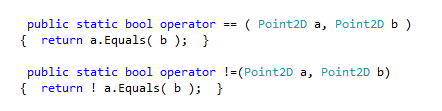 public static bool operator == ( Point2D a, Point2D b )
{  return a.Equals( b );  }
public static bool operator !=(Point2D a, Point2D b)
{  return ! a.Equals( b );  }